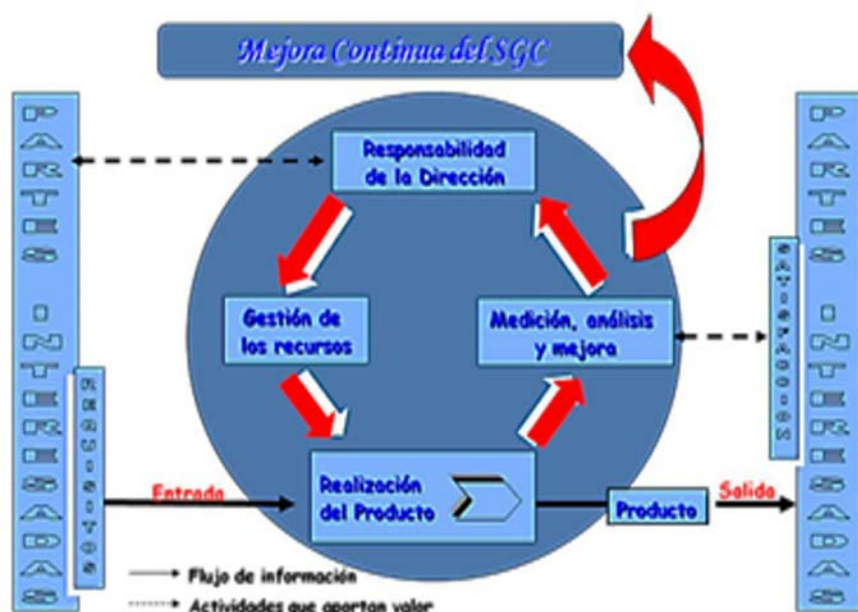 Mejora Continua del SGC
PARTES INTERESADAS
REQUISITOS
Responsabilidad
de la Dirección
Gestión de
los recursos
Medición, análisis
y mejora
Realización
del Producto
Entrada
Producto
Salida
SATISFACCION
PARTES INTERESADAS
Flujo de información
Actividades que aportan valor